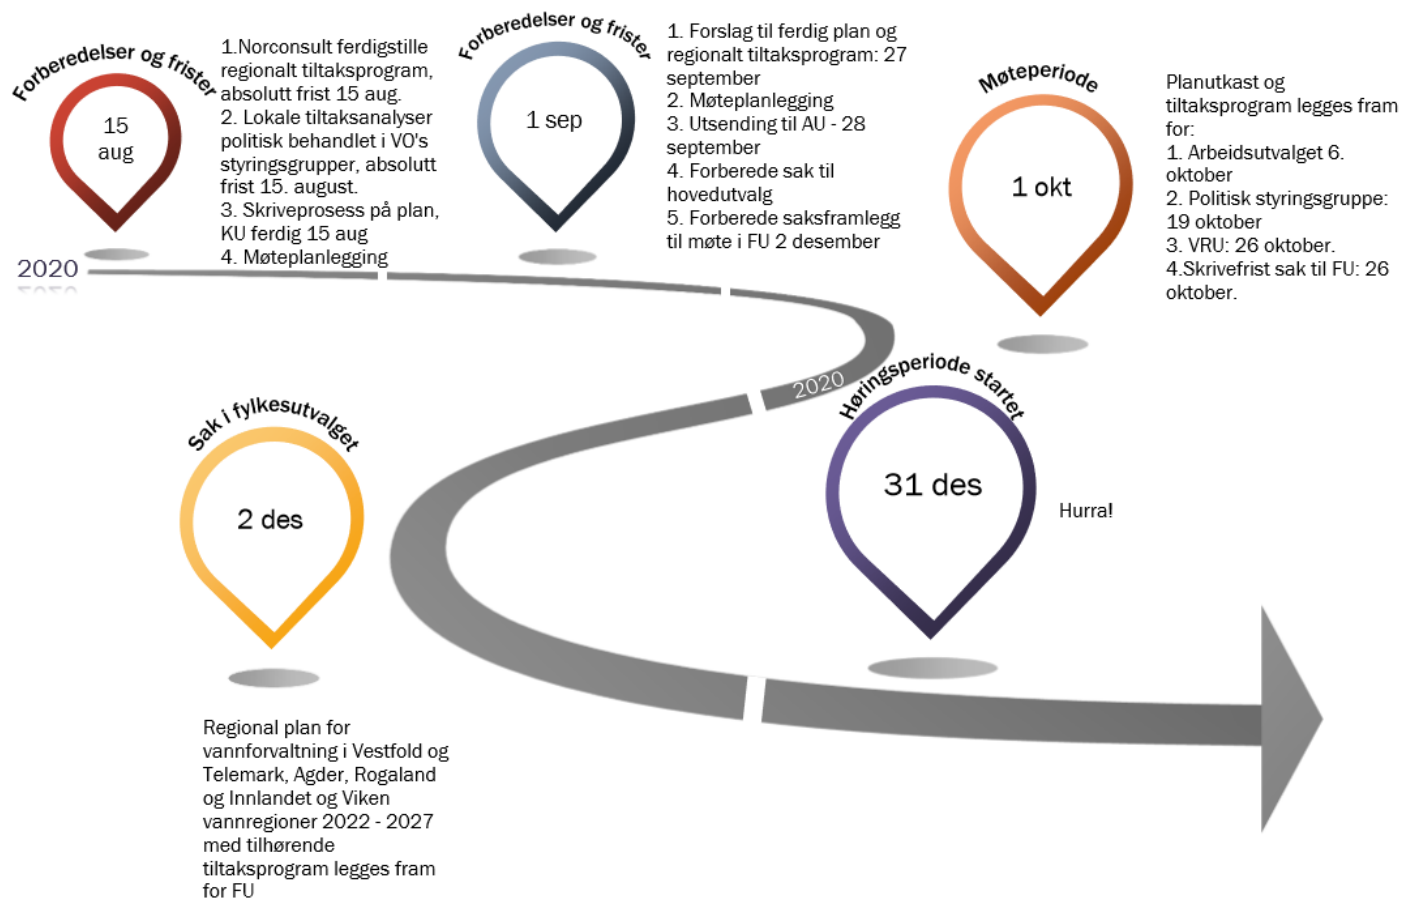 Forberedelser og frister
15
aug
1.Norconsult ferdigstille
regionalt tiltaksprogram,
absolutt frist 15 aug.
2. Lokale tiltaksanalyser
politisk behandlet i VO's
styringsgrupper, absolutt
frist 15. august.
3. Skriveprosess på plan,
KU ferdig 15 aug
4. Møteplanlegging
Forberedelser og frister
1 sep
1. Forslag til ferdig plan og
regionalt tiltaksprogram: 27
september
2. Møteplanlegging
3. Utsending til AU - 28
september
4. Forberede sak til
hovedutvalg
5. Forberede saksframlegg
til møte i FU 2 desember
Møteperiode
1 okt
Planutkast og
tiltaksprogram legges fram
for:
1. Arbeidsutvalget 6.
oktober
2. Politisk styringsgruppe:
19 oktober
3. VRU: 26 oktober.
4.Skrivefrist sak til FU: 26
oktober.
2020
2020
Sak i fylkesutvalget
2 des
Regional plan for
vannforvaltning i Vestfold og
Telemark, Agder, Rogaland
og Innlandet og Viken
vannregioner 2022 - 2027
med tilhørende
tiltaksprogram legges fram
for FU
Høringsperiode startet
31 des
Hurra!